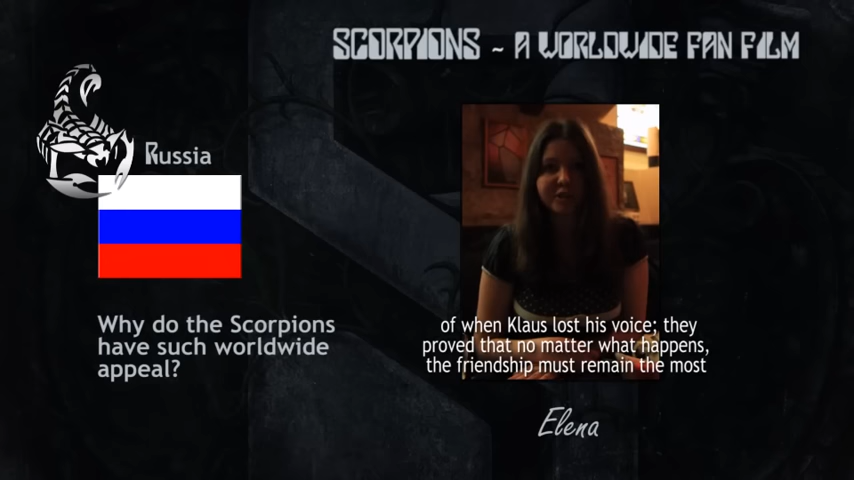 SCORPIONS ~ A WORLDWIDE FAN FILM
Russia
Why do the Scorpions
have such worldwide
appeal?
of when Klaus lost his voice; they
proved that no matter what happens,
the friendship must remain the most
Elena